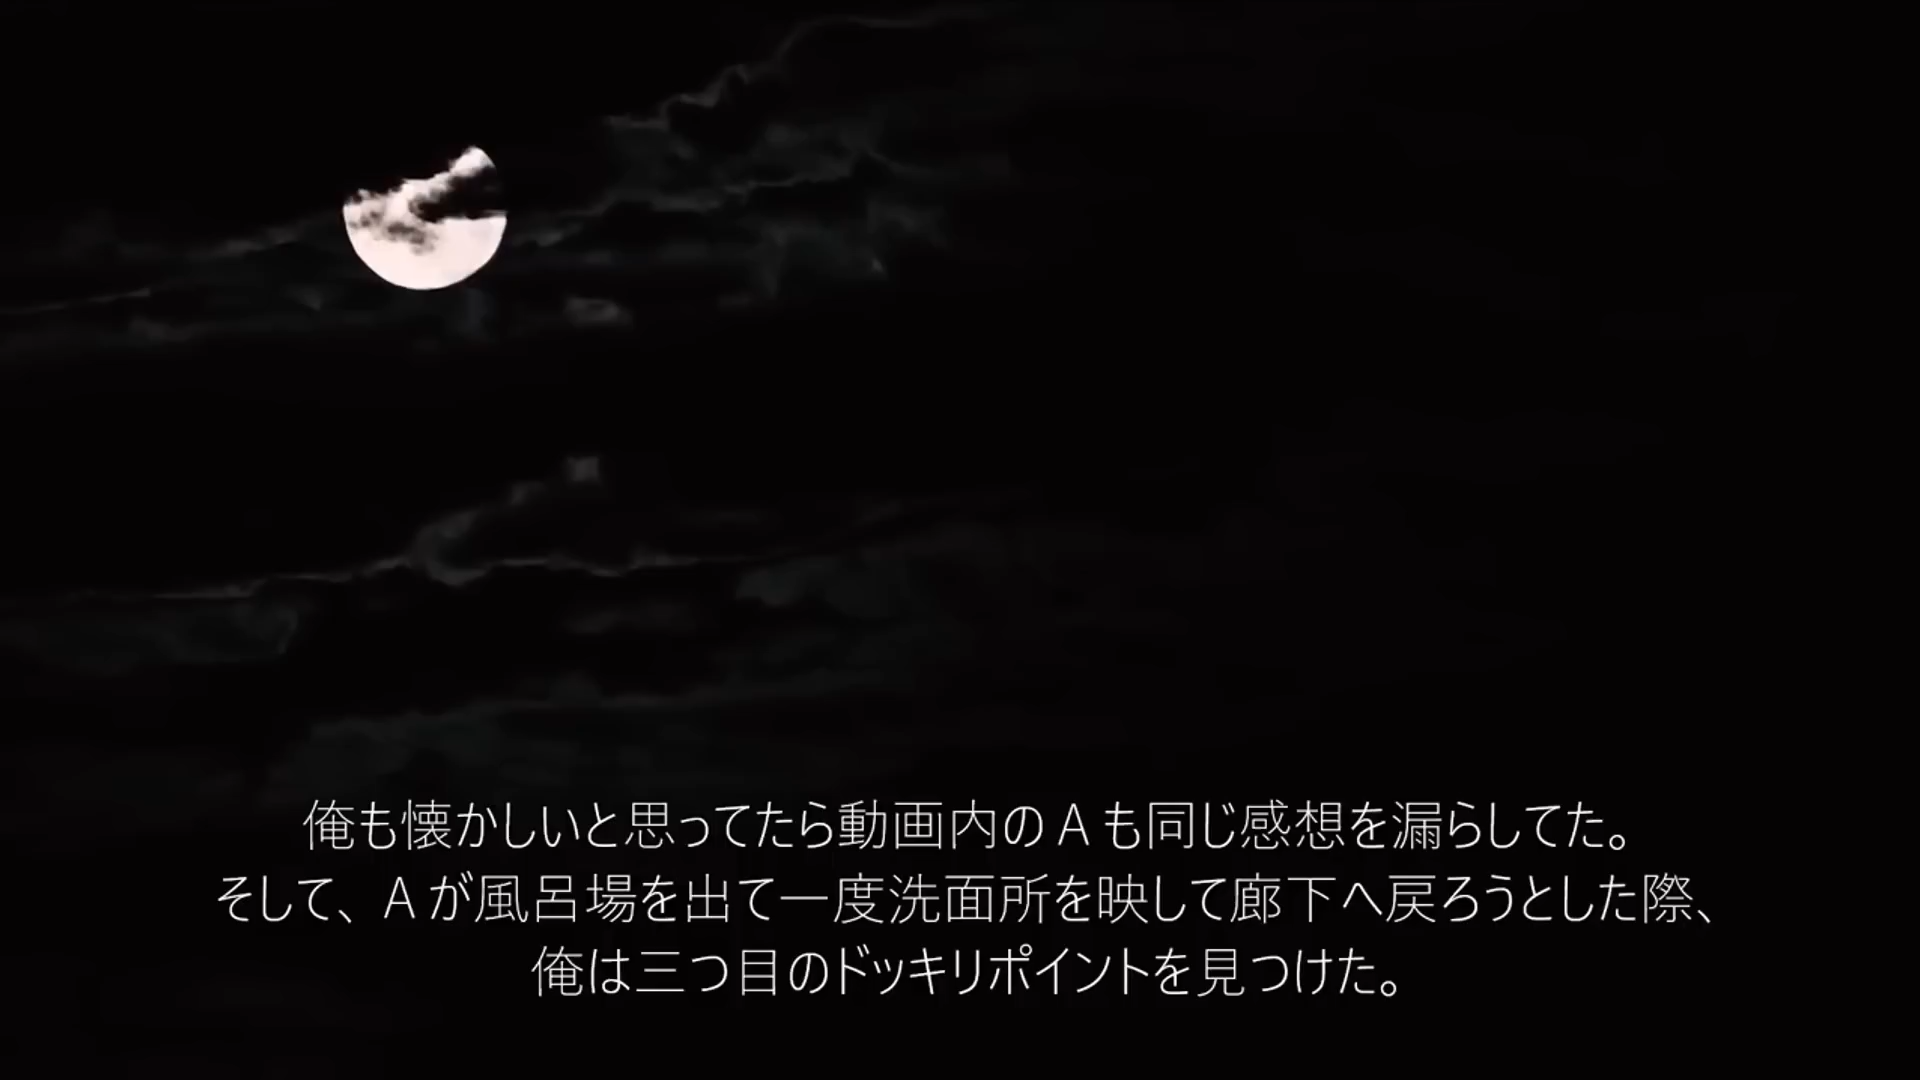 俺も懐かしいと思ってたら動画内のAも同じ感想を漏らしてた。
そして、Aが風呂場を出て一度洗面所を映して廊下へ戻ろうとした際、
俺は三つ目のドッキリポイントを見つけた。